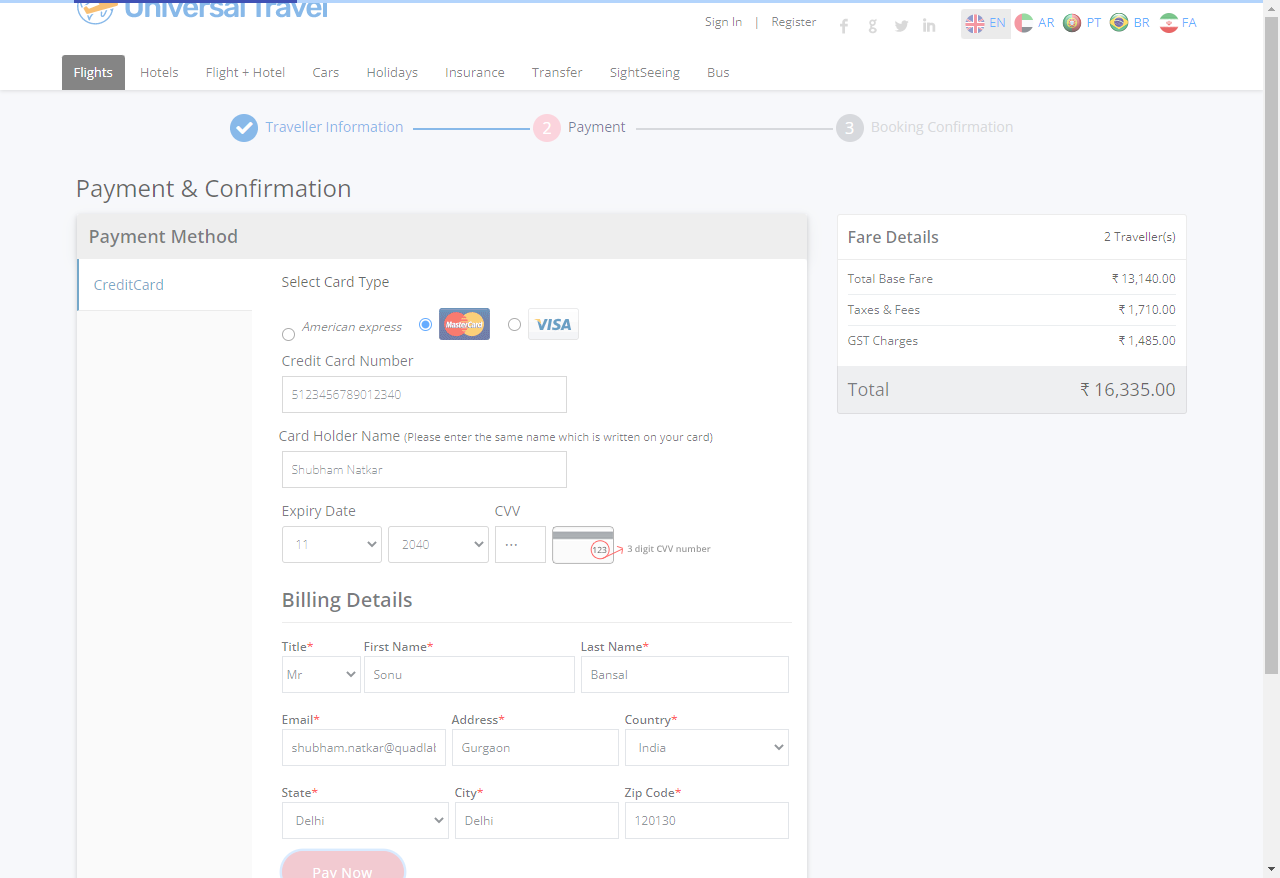 Universal Travel
Sign In | Register
EN AR PT BR FA
Flights Hotels Flight + Hotel Cars Holidays Insurance Transfer SightSeeing Bus
Traveller Information 2 Payment 3 Booking Confirmation
Payment & Confirmation
Payment Method
CreditCard
Select Card Type
American express MasterCard VISA
Credit Card Number
5123456789012340
Card Holder Name (Please enter the same name which is written on your card)
Shubham Natkar
Expiry Date CVV
11 2040 ... 123 3 digit CVV number
Billing Details
Title* First Name* Last Name*
Mr Sonu Bansal
Email* Address* Country*
shubham.natkar@quadlab Gurgaon India
State* City* Zip Code*
Delhi Delhi 120130
Pay Now
Fare Details 2 Traveller(s)
Total Base Fare ₹ 13,140.00
Taxes & Fees ₹ 1,710.00
GST Charges ₹ 1,485.00
Total ₹ 16,335.00